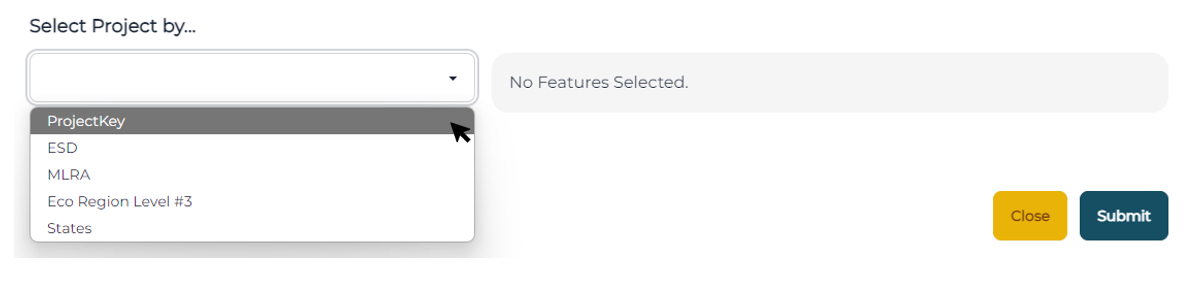 Select Project by...
No Features Selected.
ProjectKey
ESD
MLRA
Eco Region Level #3
States
Close
Submit